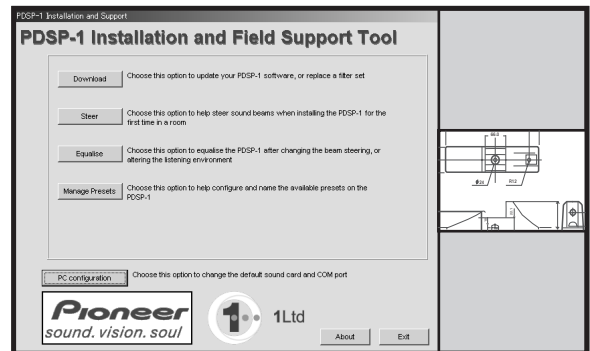 PDSP-1 Installation and Support
PDSP-1 Installation and Field Support Tool
Download
Choose this option to update your PDSP-1 software, or replace a filter set
Steer
Choose this option to help steer sound beams when installing the PDSP-1 for the
first time in a room
Equalise
Choose this option to equalise the PDSP-1 after changing the beam steering, or
altering the listening environment
Manage Presets
Choose this option to help configure and name the available presets on the
PDSP-1
PC configuration
Choose this option to change the default sound card and COM port
Pioneer
sound. vision. soul
1
1Ltd
About
Exit
R12